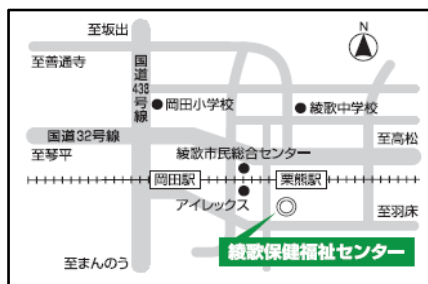 至坂出
N
至善通寺
国道438号線
岡田小学校
綾歌中学校
国道32号線
至高松
至琴平
綾歌市民総合センター
岡田駅
栗熊駅
アイレックス
至羽床
綾歌保健福祉センター
至まんのう